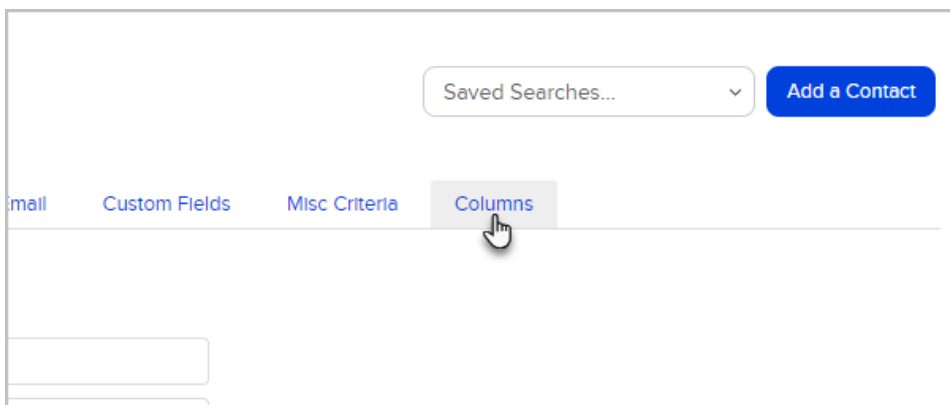 Saved Searches...
Add a Contact
Custom Fields
Misc Criteria
Columns